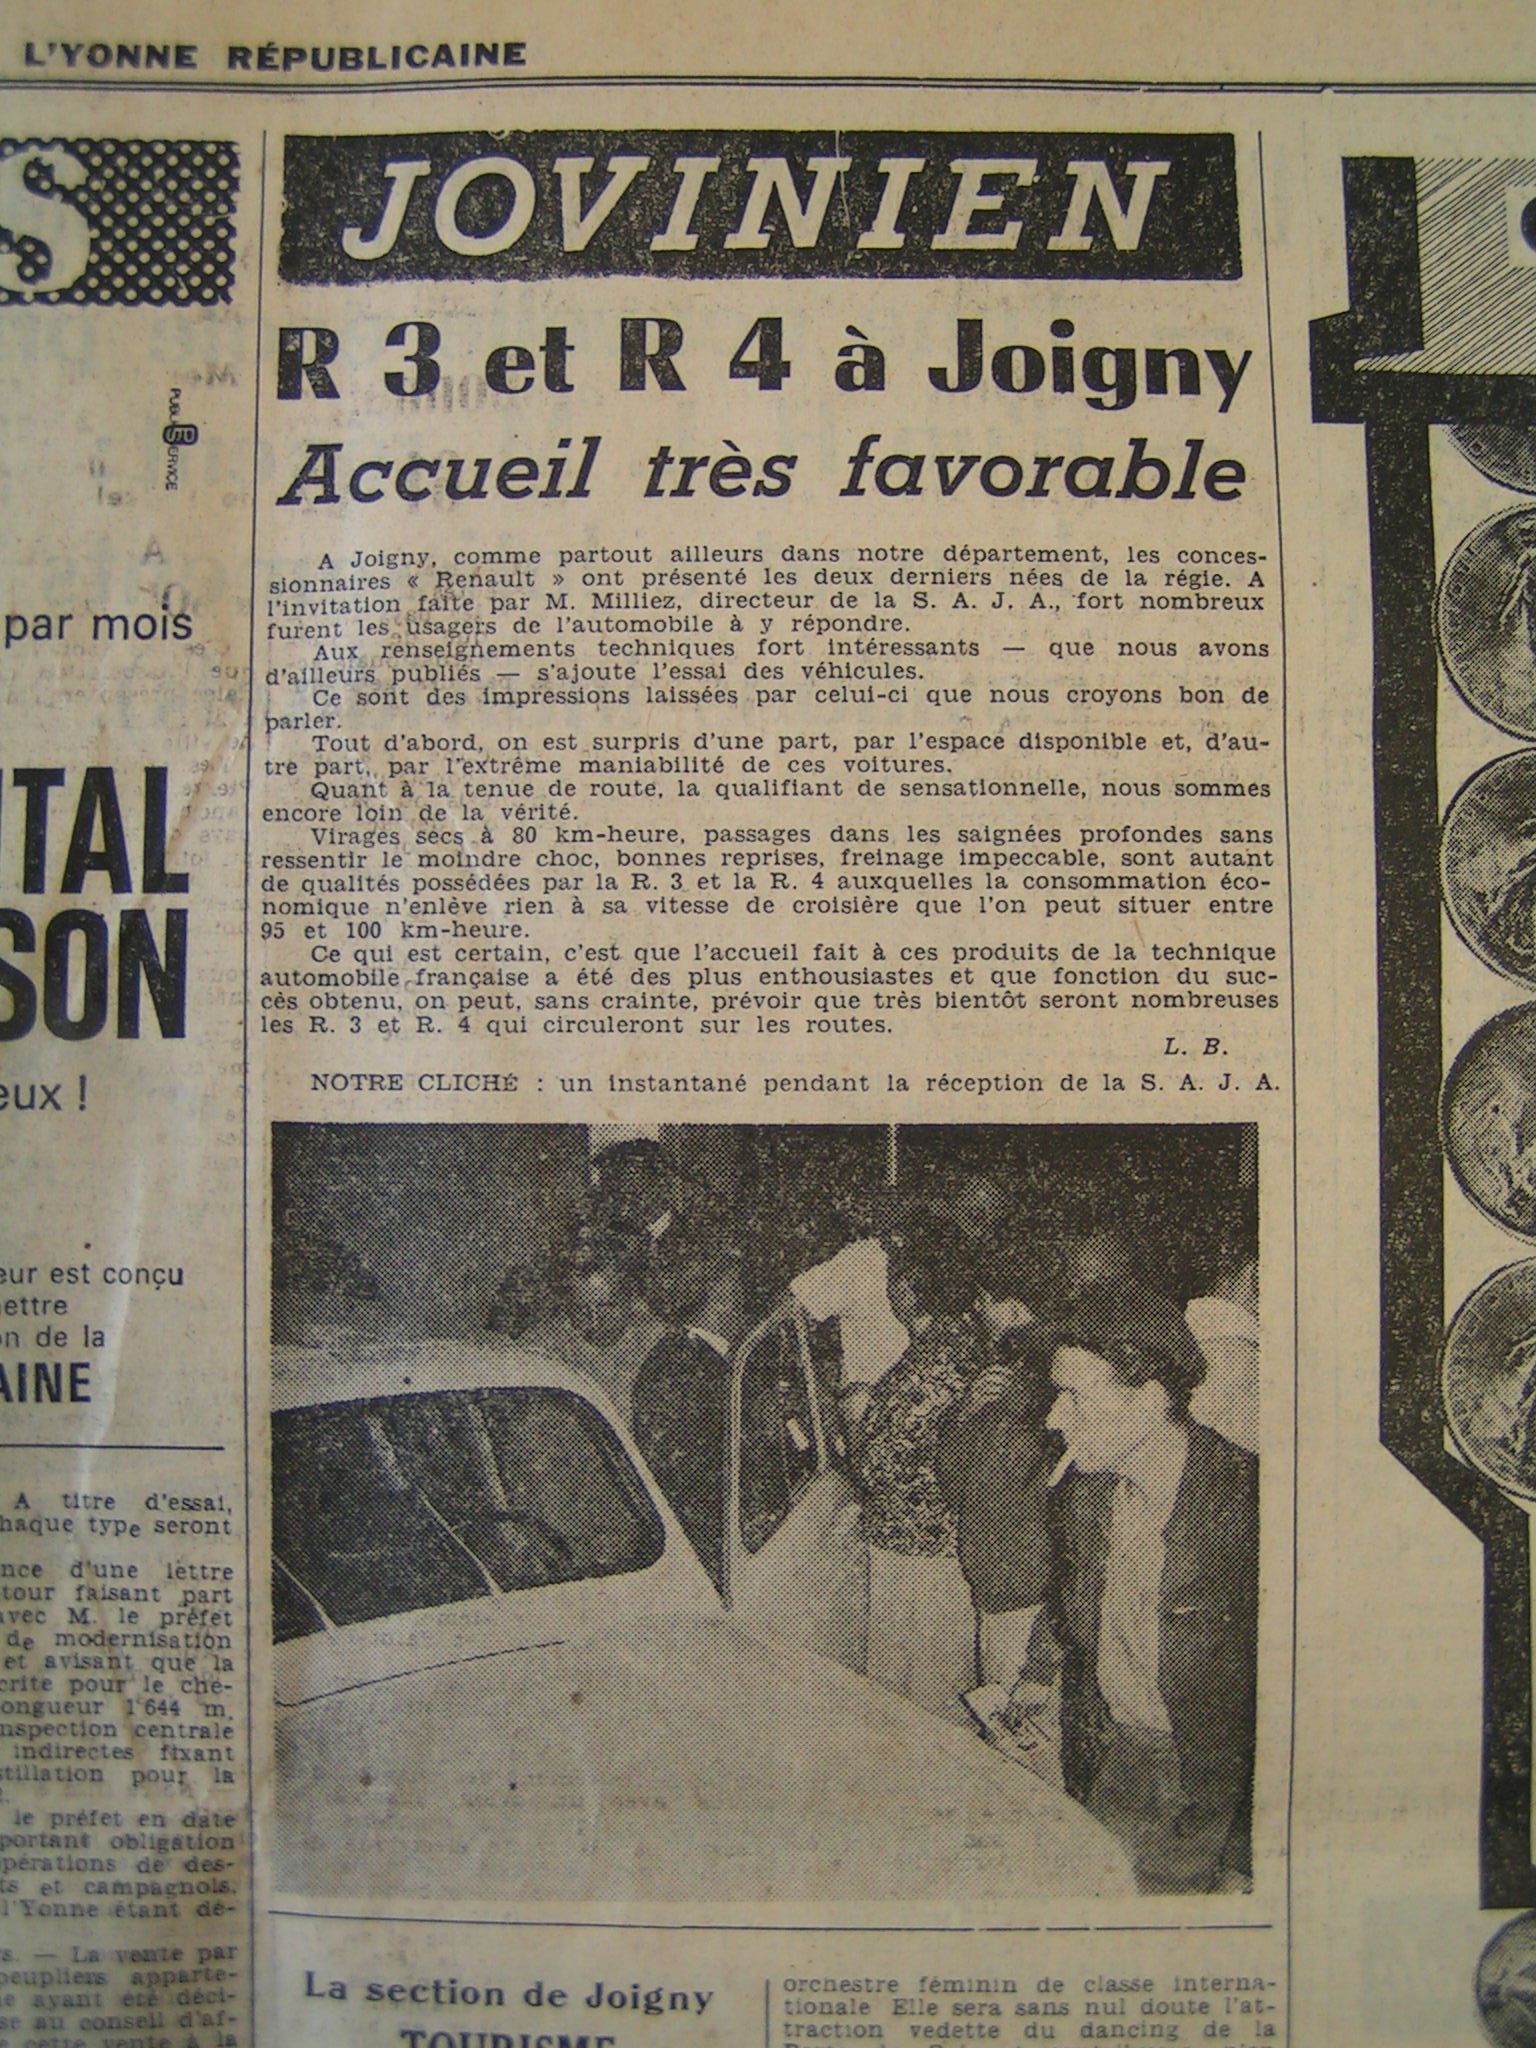 L'YONNE RÉPUBLICAINE
S
PUBLI SERVICE
par mois
ITAL
SON
eux !
eur est conçu
ettre
on de la
AINE
A titre d'essai,
haque type seront
nce d'une lettre
tour faisant part
avec M. le préfet
de modernisation
et avisant que la
crite pour le che-
ongueur 1 644 m.
nspection centrale
indirectes fixant
stillation pour la
le préfet en date
portant obligation
opérations de des-
ts et campagnols.
l'Yonne étant dé-
s. — La vente par
peupliers apparte-
ne ayant été déci-
se au conseil d'af-
e cette vente à la
JOVINIEN
R 3 et R 4 à Joigny
Accueil très favorable
A Joigny, comme partout ailleurs dans notre département, les conces-
sionnaires « Renault » ont présenté les deux derniers nées de la régie. A
l'invitation faite par M. Milliez, directeur de la S. A. J. A., fort nombreux
furent les usagers de l'automobile à y répondre.
Aux renseignements techniques fort intéressants — que nous avons
d'ailleurs publiés — s'ajoute l'essai des véhicules.
Ce sont des impressions laissées par celui-ci que nous croyons bon de
parler.
Tout d'abord, on est surpris d'une part, par l'espace disponible et, d'au-
tre part, par l'extrême maniabilité de ces voitures.
Quant à la tenue de route, la qualifiant de sensationnelle, nous sommes
encore loin de la vérité.
Virages secs à 80 km-heure, passages dans les saignées profondes sans
ressentir le moindre choc, bonnes reprises, freinage impeccable, sont autant
de qualités possédées par la R. 3 et la R. 4 auxquelles la consommation éco-
nomique n'enlève rien à sa vitesse de croisière que l'on peut situer entre
95 et 100 km-heure.
Ce qui est certain, c'est que l'accueil fait à ces produits de la technique
automobile française a été des plus enthousiastes et que fonction du suc-
cès obtenu, on peut, sans crainte, prévoir que très bientôt seront nombreuses
les R. 3 et R. 4 qui circuleront sur les routes.
L. B.
NOTRE CLICHÉ : un instantané pendant la réception de la S. A. J. A.
La section de Joigny
TOURISME
orchestre féminin de classe interna-
tionale Elle sera sans nul doute l'at-
traction vedette du dancing de la